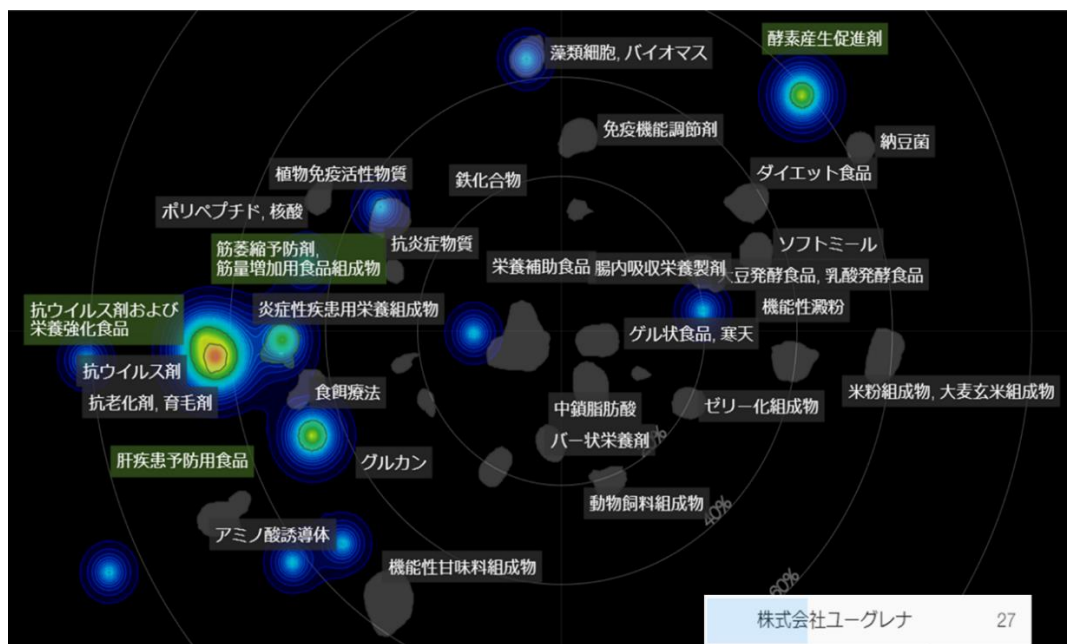 酵素産生促進剤
藻類細胞, バイオマス
免疫機能調節剤
納豆菌
植物免疫活性物質
鉄化合物
ダイエット食品
ポリペプチド, 核酸
抗炎症物質
筋萎縮予防剤,
筋量増加用食品組成物
ソフトミール
栄養補助食品
腸内吸収栄養製剤
大豆発酵食品, 乳酸発酵食品
抗ウイルス剤および
栄養強化食品
炎症性疾患用栄養組成物
機能性澱粉
ゲル状食品, 寒天
抗ウイルス剤
抗老化剤, 育毛剤
食餌療法
中鎖脂肪酸
ゼリー化組成物
米粉組成物, 大麦玄米組成物
バー状栄養剤
肝疾患予防用食品
グルカン
動物飼料組成物
40%
アミノ酸誘導体
機能性甘味料組成物
60%
株式会社ユーグレナ 27